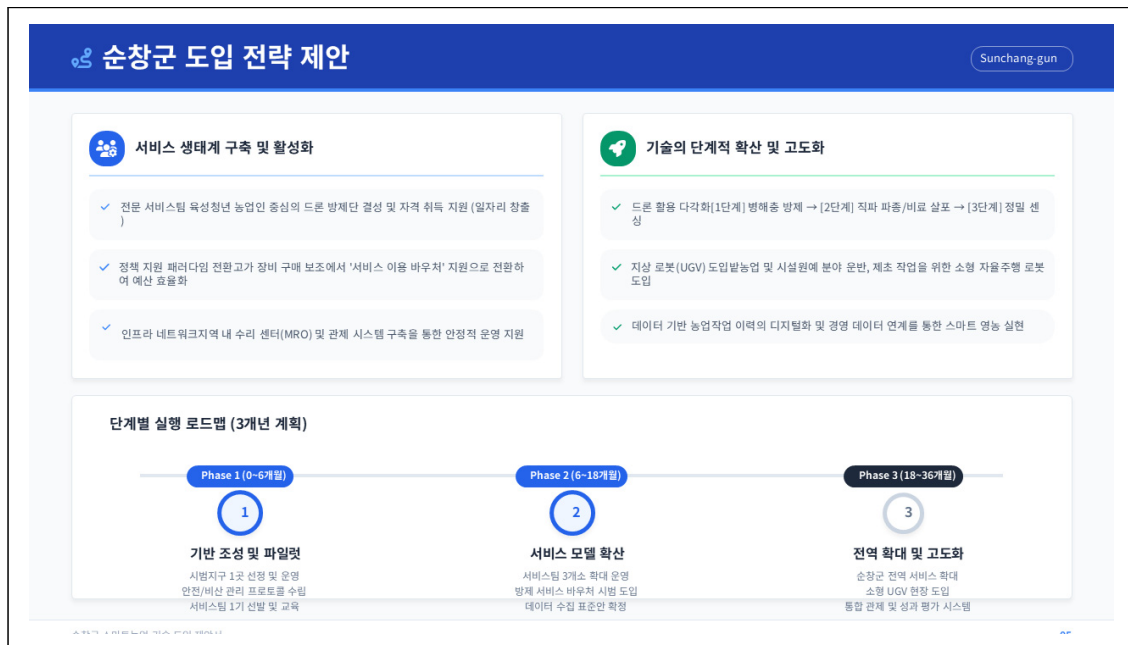 순창군 도입 전략 제안
Sunchang-gun
서비스 생태계 구축 및 활성화
전문 서비스팀 육성청년 농업인 중심의 드론 방제단 결성 및 자격 취득 지원 (일자리 창출
)
정책 지원 패러다임 전환고가 장비 구매 보조에서 '서비스 이용 바우처' 지원으로 전환하
여 예산 효율화
인프라 네트워크지역 내 수리 센터(MRO) 및 관제 시스템 구축을 통한 안정적 운영 지원
기술의 단계적 확산 및 고도화
드론 활용 다각화[1단계] 병해충 방제 → [2단계] 직파 파종/비료 살포 → [3단계] 정밀 센
싱
지상 로봇(UGV) 도입밭농업 및 시설원예 분야 운반, 제초 작업을 위한 소형 자율주행 로봇
도입
데이터 기반 농업작업 이력의 디지털화 및 경영 데이터 연계를 통한 스마트 영농 실현
단계별 실행 로드맵 (3개년 계획)
Phase 1 (0~6개월)
1
기반 조성 및 파일럿
시범지구 1곳 선정 및 운영
안전/비산 관리 프로토콜 수립
서비스팀 1기 선발 및 교육
Phase 2 (6~18개월)
2
서비스 모델 확산
서비스팀 3개소 확대 운영
방제 서비스 바우처 시범 도입
데이터 수집 표준안 확정
Phase 3 (18~36개월)
3
전역 확대 및 고도화
순창군 전역 서비스 확대
소형 UGV 현장 도입
통합 관제 및 성과 평가 시스템